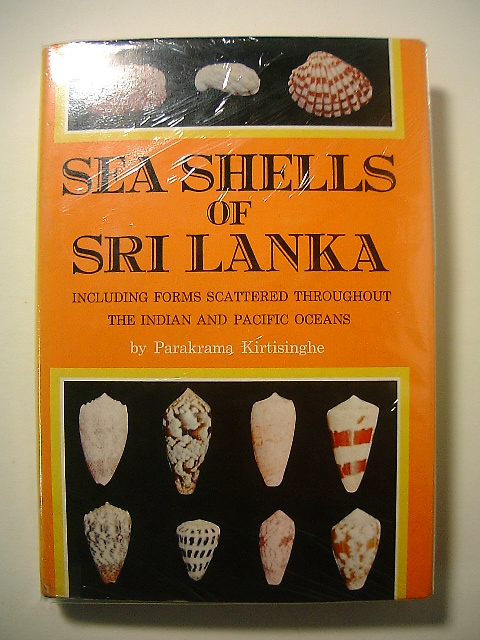 SEA SHELLS
OF
SRI LANKA
INCLUDING FORMS SCATTERED THROUGHOUT
THE INDIAN AND PACIFIC OCEANS
by Parakrama Kirtisinghe